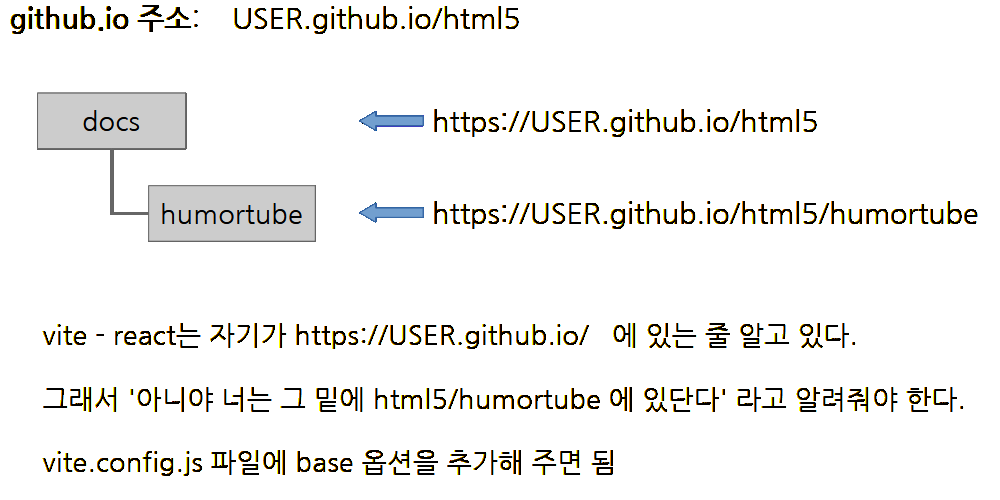 github.io 주소: USER.github.io/html5
docs
https://USER.github.io/html5
humortube
https://USER.github.io/html5/humortube
vite - react는 자기가 https://USER.github.io/ 에 있는 줄 알고 있다.
그래서 '아니야 너는 그 밑에 html5/humortube 에 있단다' 라고 알려줘야 한다.
vite.config.js 파일에 base 옵션을 추가해 주면 됨